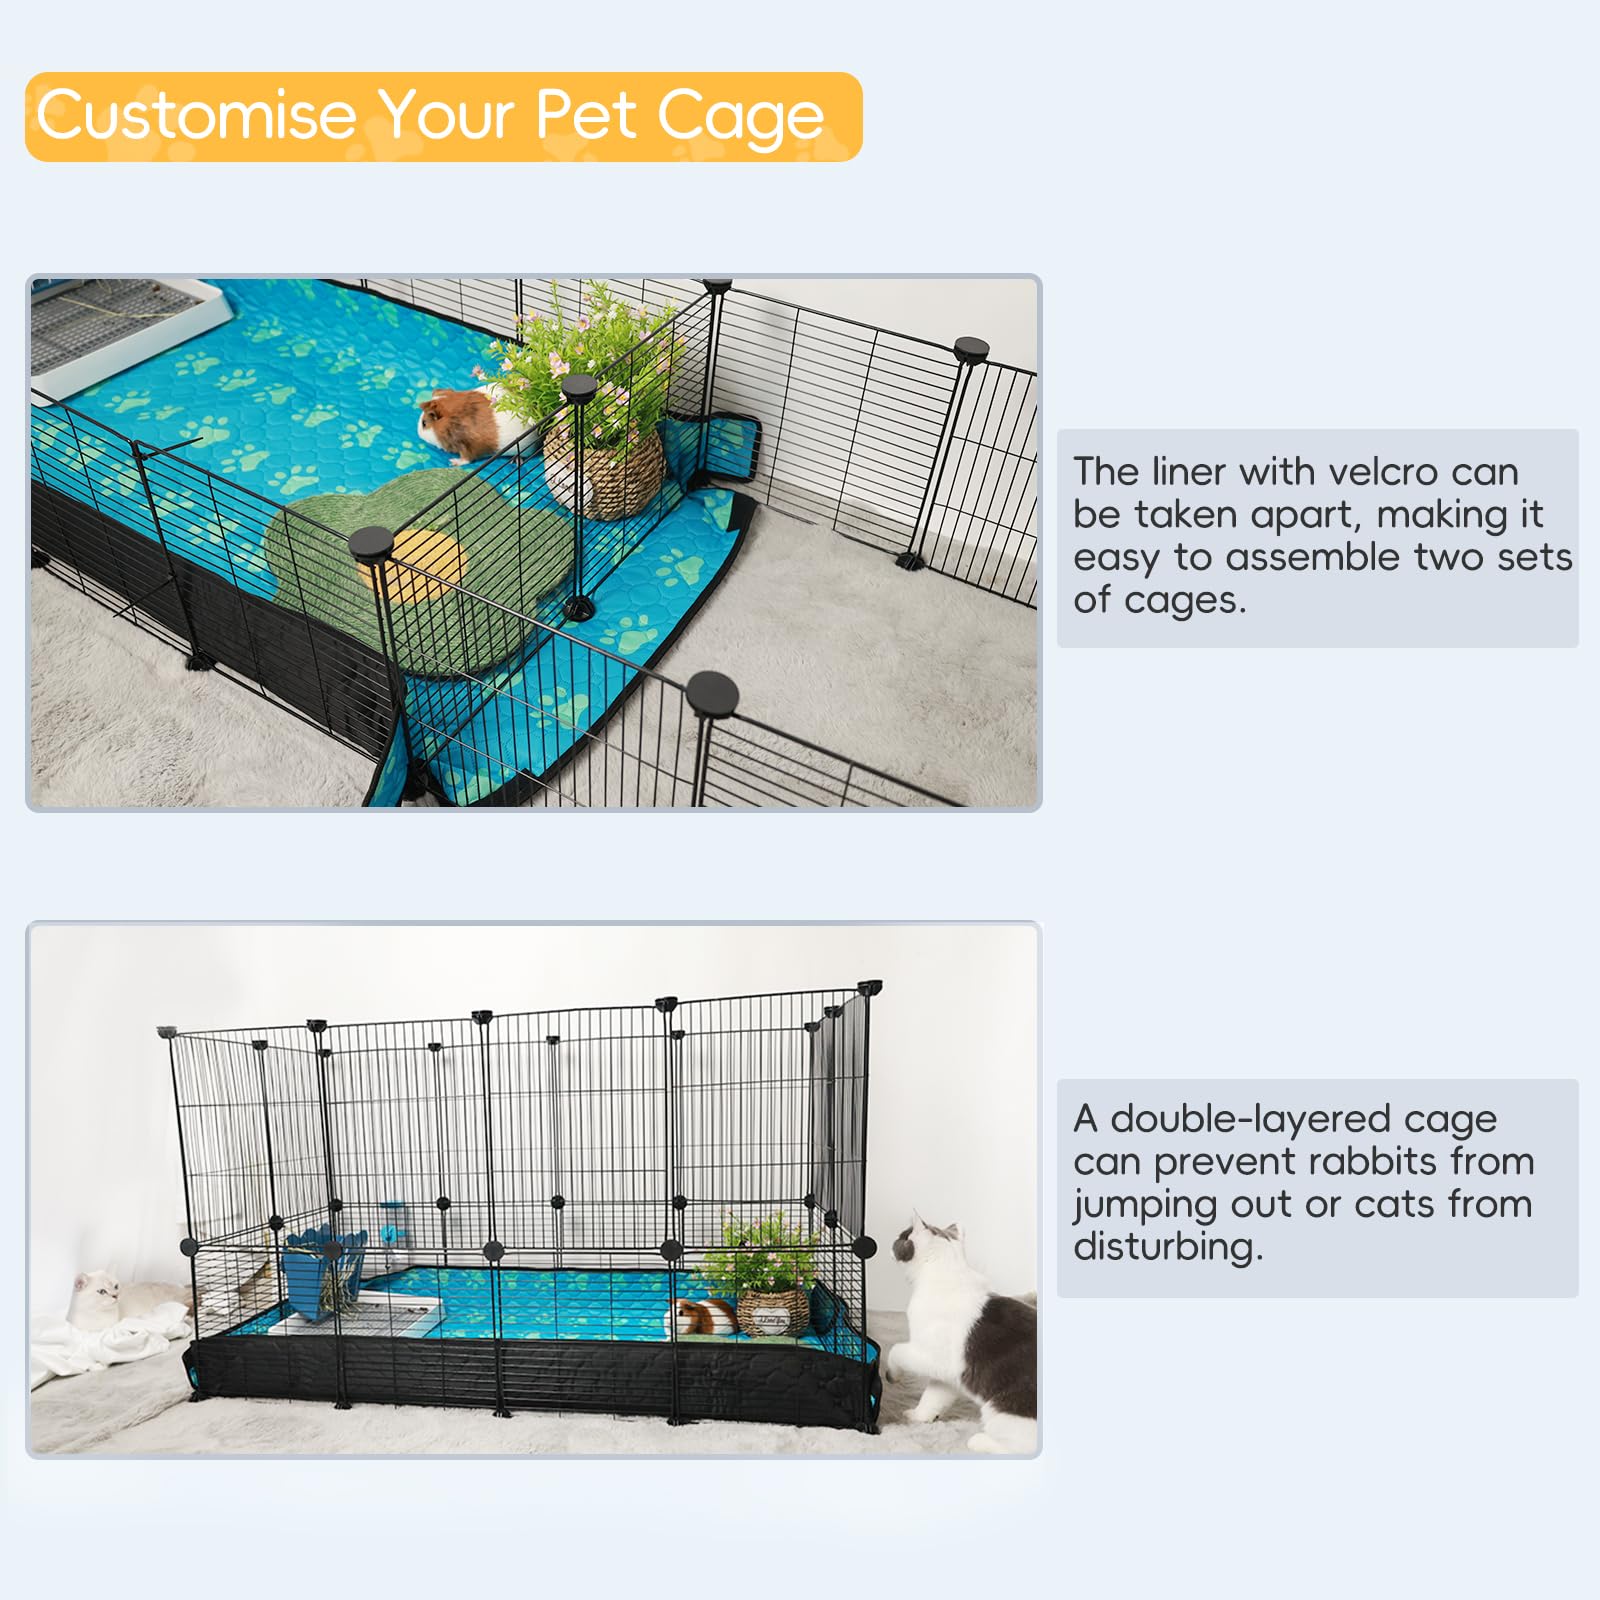 Customise Your Pet Cage
The liner with velcro can
be taken apart, making it
easy to assemble two sets
of cages.
A double-layered cage
can prevent rabbits from
jumping out or cats from
disturbing.